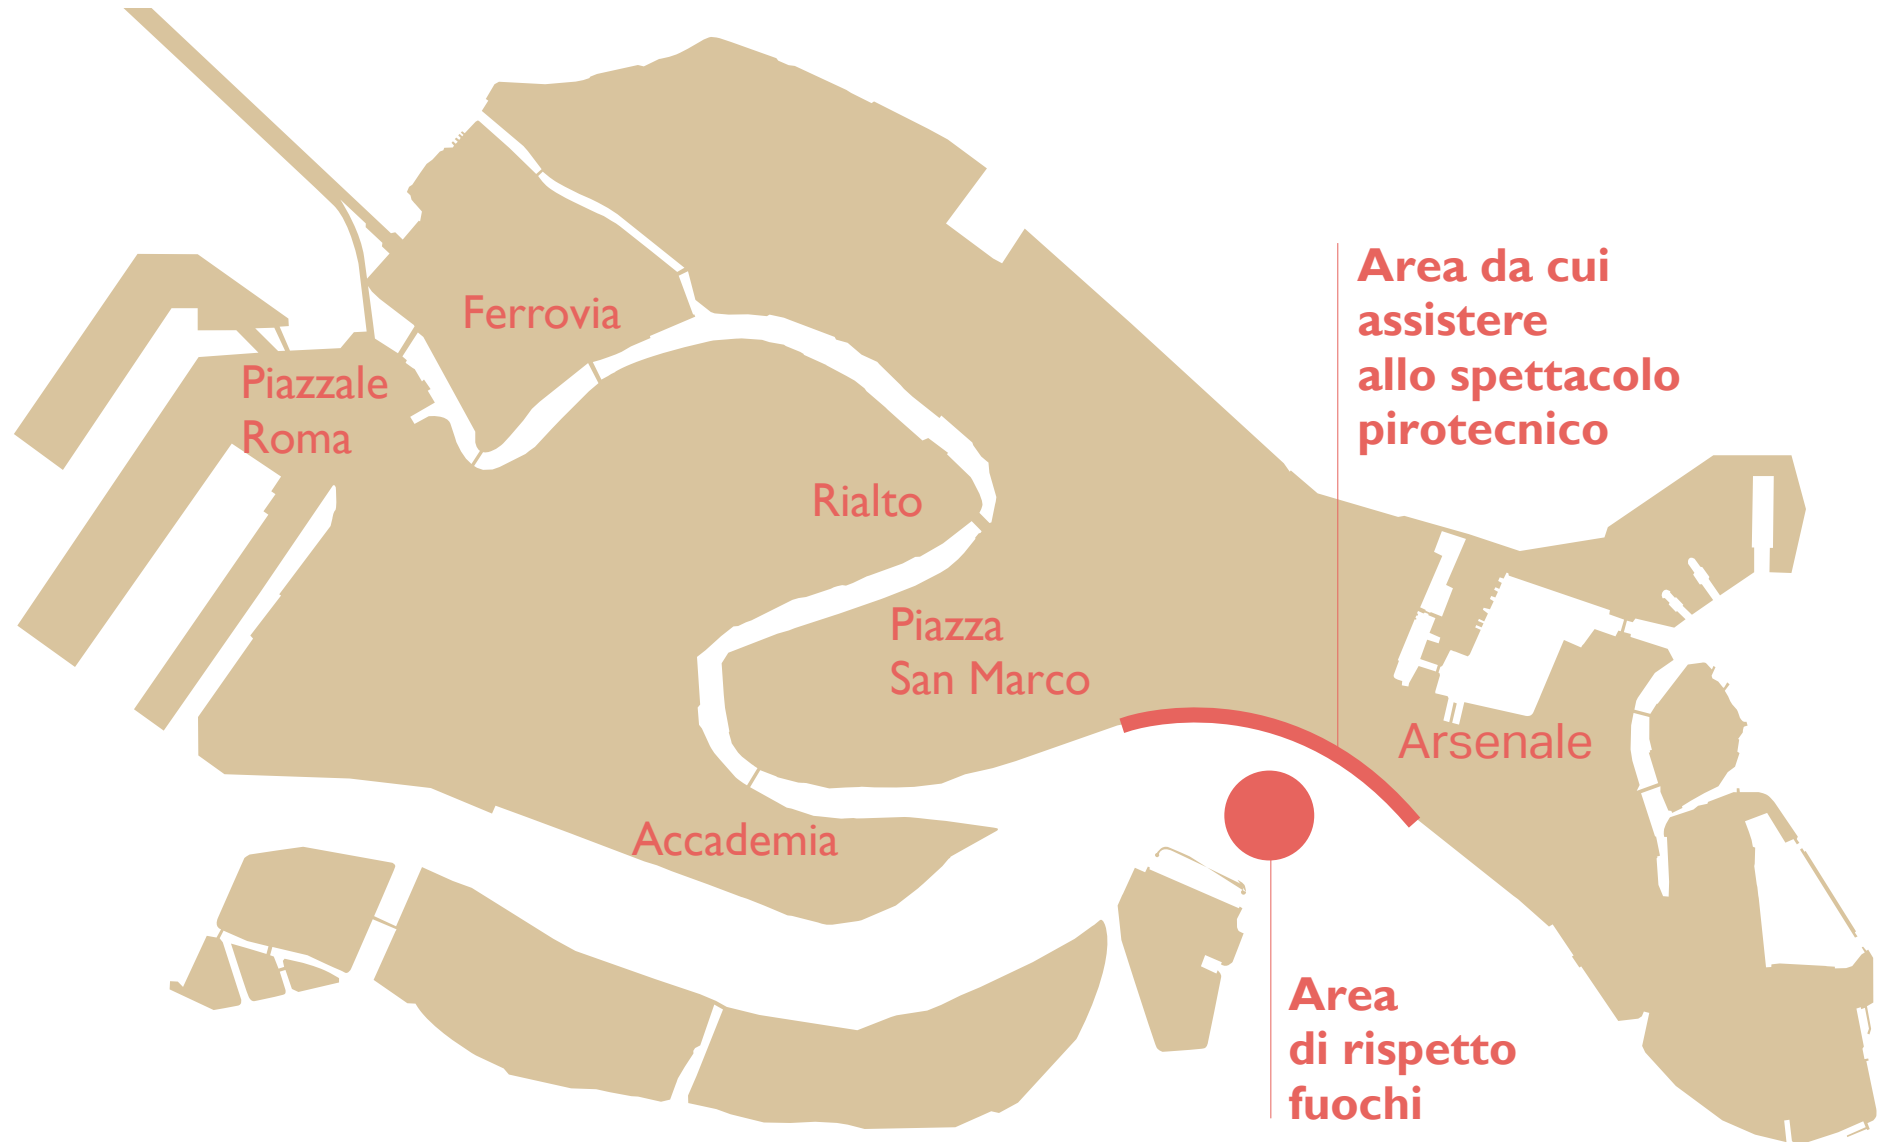 Ferrovia
Piazzale
Roma
Rialto
Piazza
San Marco
Accademia
Area da cui
assistere
allo spettacolo
pirotecnico
Arsenale
Area
di rispetto
fuochi